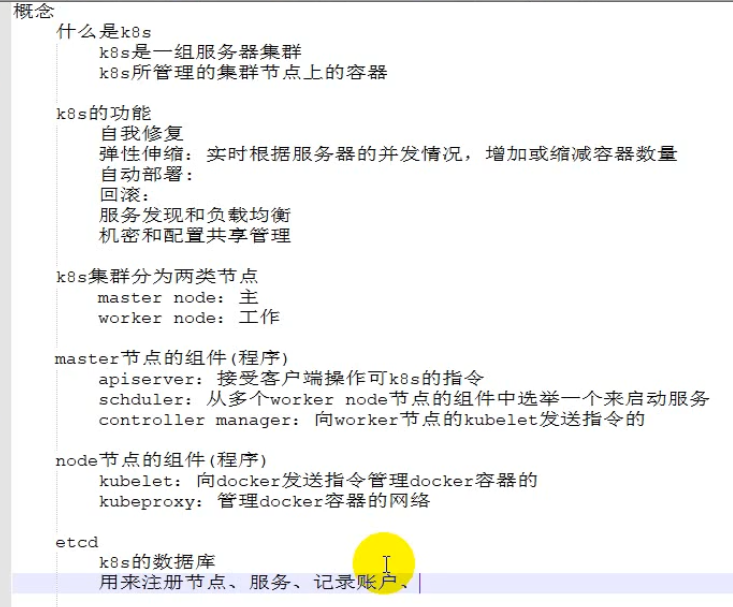 概念
什么是k8s
k8s是一组服务器集群
k8s所管理的集群节点上的容器
k8s的功能
自我修复
弹性伸缩：实时根据服务器的并发情况，增加或缩减容器数量
自动部署：
回滚：
服务发现和负载均衡
机密和配置共享管理
k8s集群分为两类节点
master node：主
worker node：工作
master节点的组件(程序)
apiserver：接受客户端操作可k8s的指令
schduler：从多个worker node节点的组件中选举一个来启动服务
controller manager：向worker节点的kubelet发送指令的
node节点的组件(程序)
kubelet：向docker发送指令管理docker容器的
kubeproxy：管理docker容器的网络
etcd
k8s的数据库
用来注册节点、服务、记录账户、